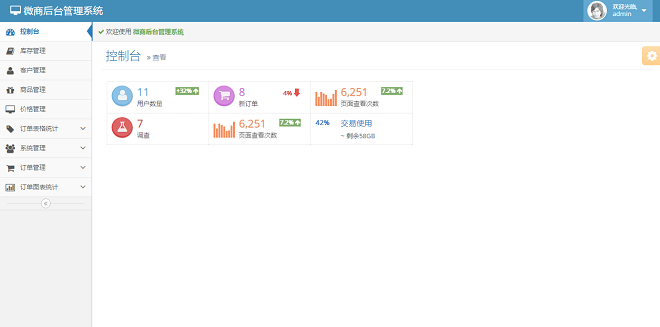 微商后台管理系统
欢迎光临,
admin
控制台
库存管理
客户管理
商品管理
价格管理
订单表格统计
系统管理
订单管理
订单图表统计
欢迎使用 微商后台管理系统
控制台 » 查看
11
用户数量
+32%
8
新订单
4%
6,251
页面查看次数
7.2%
7
调查
6,251
页面查看次数
7.2%
42%
交易使用
~ 剩余58GB